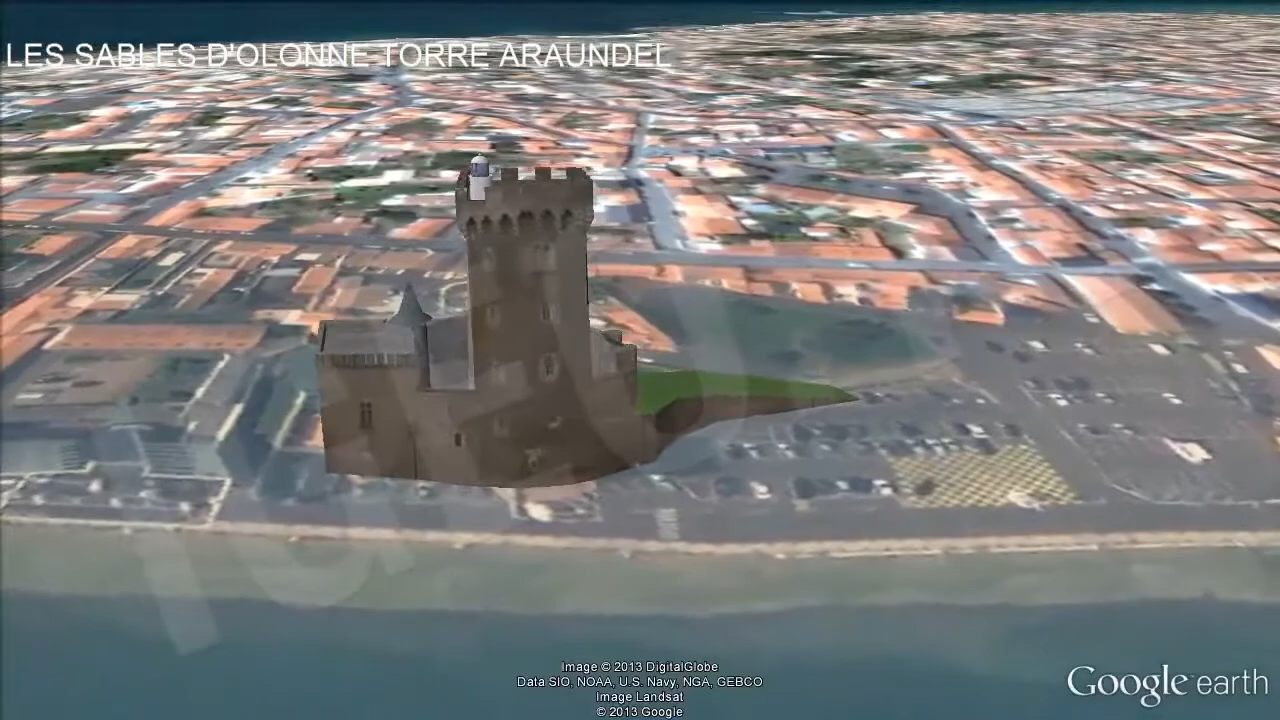 LES SABLES D'OLONNE TORRE ARAUNDEL
Image © 2013 DigitalGlobe
Data SIO, NOAA, U.S. Navy, NGA, GEBCO
Image Landsat
© 2013 Google
Google earth